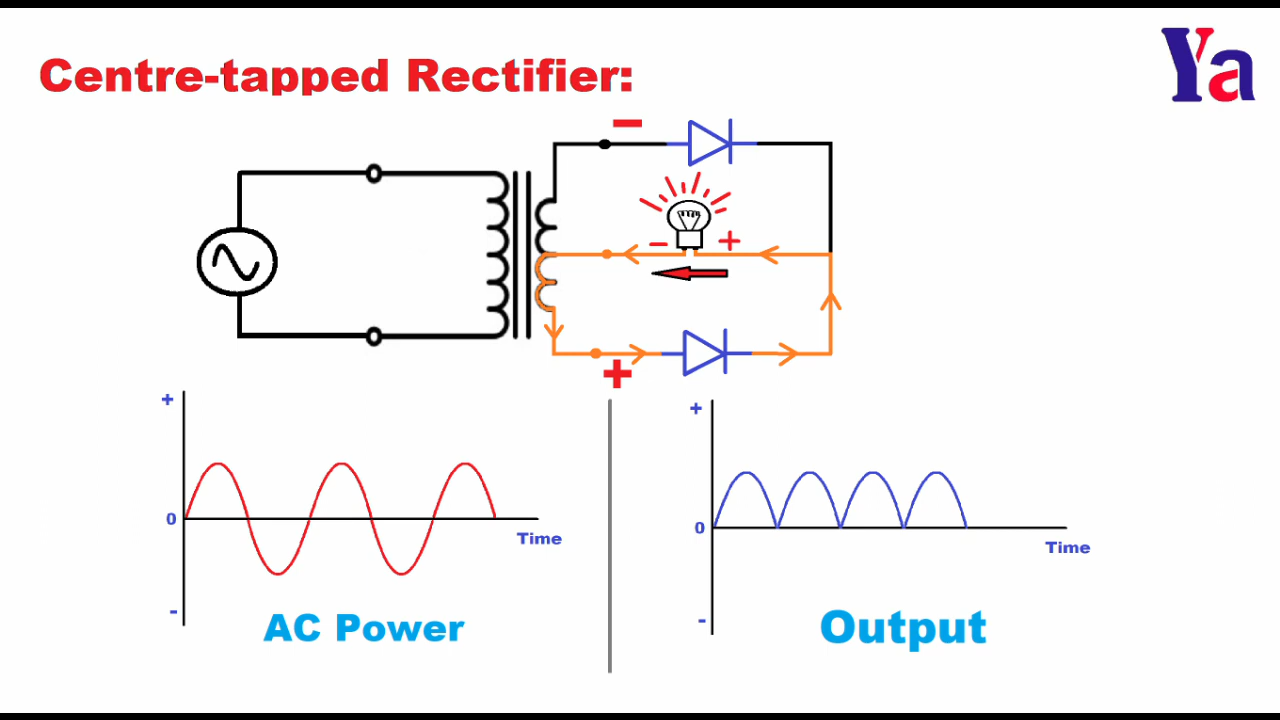 Centre-tapped Rectifier:
Ya
-
- +
+
+
0
Time
-
AC Power
+
0
Time
-
Output